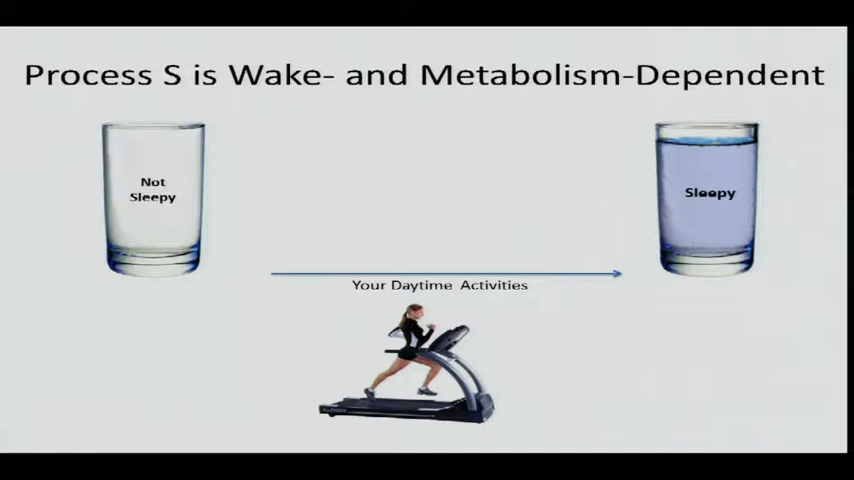 Process S is Wake- and Metabolism-Dependent
Not
Sleepy
Sleepy
Your Daytime Activities